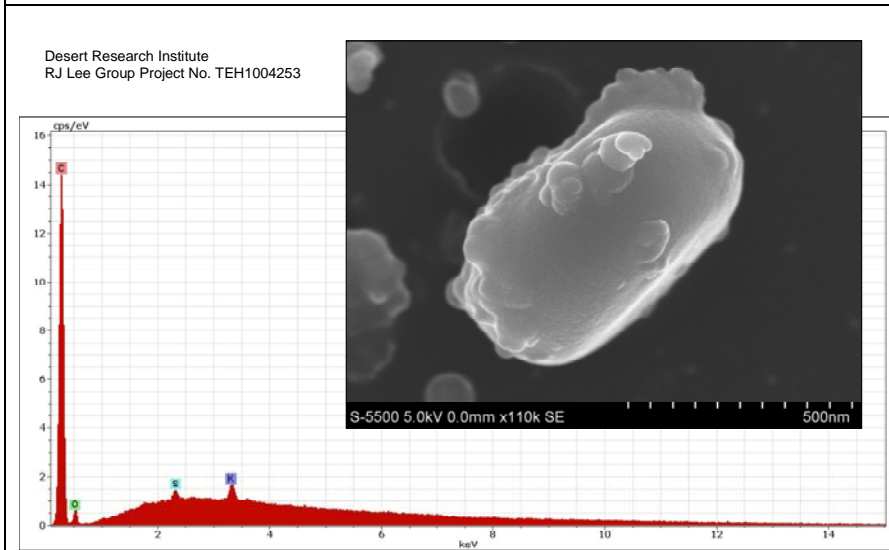 Desert Research Institute
RJ Lee Group Project No. TEH1004253
cps/eV
16
14
12
10
8
6
4
2
0
C
O
S
K
2 4 6 8 10 12 14
keV
S-5500 5.0kV 0.0mm x110k SE 500nm